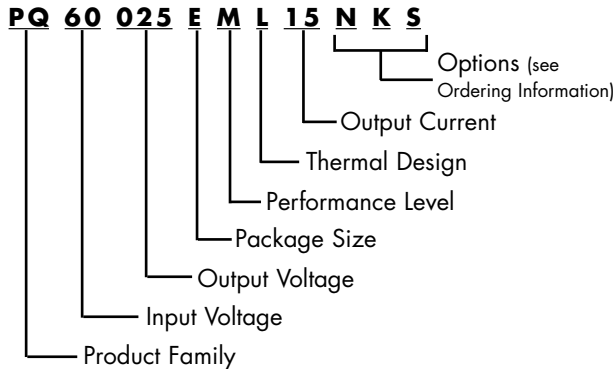 PQ 60 025 E M L 15 N K S
Options (see
Ordering Information)
Output Current
Thermal Design
Performance Level
Package Size
Output Voltage
Input Voltage
Product Family